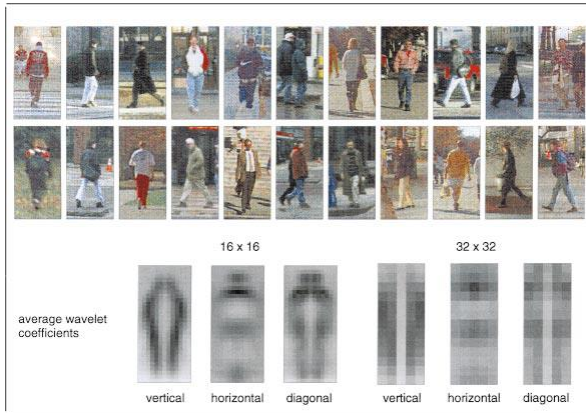 16 x 16
32 x 32
average wavelet
coefficients
vertical
horizontal
diagonal
vertical
horizontal
diagonal